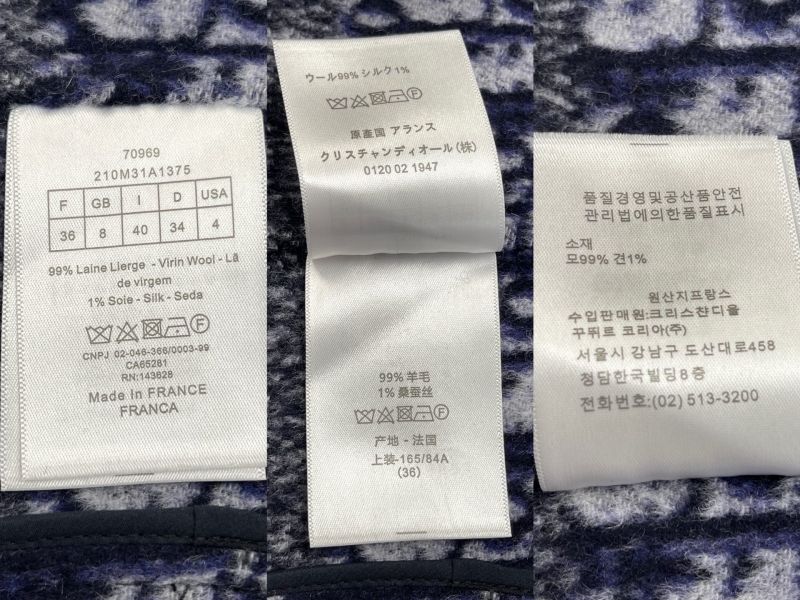 70969
210M31A1375
F GB I D USA
36 8 40 34 4
99% Laine Llerge - Virin Wool - Lã
de virgem
1% Soie - Silk - Seda
CNPJ 02-046-366/0003-99
CA65281
RN:143628
Made in FRANCE
FRANCA
ウール99% シルク1%
原産国 アランス
クリスチャンディオール(株)
0120 02 1947
99% 羊毛
1% 桑蚕丝
产地 - 法国
上装-165/84A
(36)
품질경영및공산품안전
관리법에의한품질표시
소재
모99% 견1%
원산지프랑스
수입판매원:크리스챤디올
꾸뛰르 코리아(주)
서울시 강남구 도산대로458
청담한국빌딩8층
전화번호:(02) 513-3200